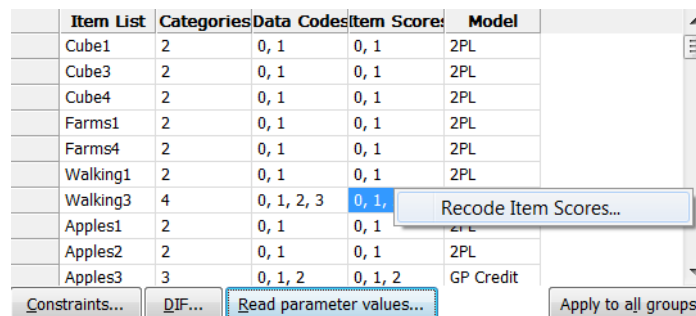 Item List Categories Data Codes Item Scores Model
Cube1 2 0, 1 0, 1 2PL
Cube3 2 0, 1 0, 1 2PL
Cube4 2 0, 1 0, 1 2PL
Farms1 2 0, 1 0, 1 2PL
Farms4 2 0, 1 0, 1 2PL
Walking1 2 0, 1 0, 1 2PL
Walking3 4 0, 1, 2, 3 0, 1, Recode Item Scores...
Apples1 2 0, 1 0, 1 2PL
Apples2 2 0, 1 0, 1 2PL
Apples3 3 0, 1, 2 0, 1, 2 GP Credit
Constraints... DIF... Read parameter values... Apply to all groups